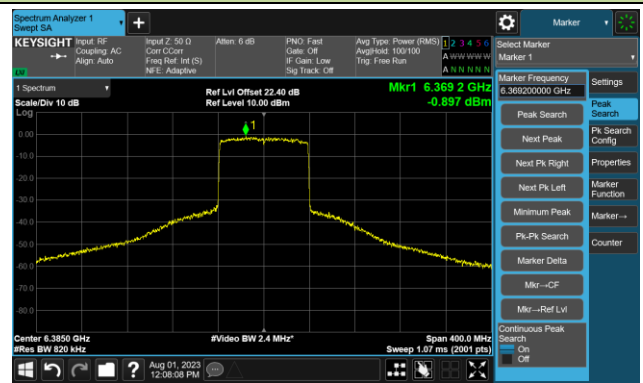 Spectrum Analyzer 1
Swept SA
+
Marker
KEYSIGHT
Input: RF
Coupling: AC
Align: Auto
Input Z: 50 Ω
Corr CCorr
Freq Ref: Int (S)
NFE: Adaptive
Atten: 6 dB
PNO: Fast
Gate: Off
IF Gain: Low
Sig Track: Off
Avg Type: Power (RMS)
Avg|Hold: 100/100
Trig: Free Run
1 2 3 4 5 6
A W W W W W
A N N N N N
LW
Select Marker
Marker 1
1 Spectrum
Scale/Div 10 dB
Log
Ref Lvl Offset 22.40 dB
Ref Level 10.00 dBm
Mkr1 6.369 2 GHz
-0.897 dBm
1
0.00
-10.0
-20.0
-30.0
-40.0
-50.0
-60.0
-70.0
-80.0
Center 6.3850 GHz
#Res BW 820 kHz
#Video BW 2.4 MHz*
Span 400.0 MHz
Sweep 1.07 ms (2001 pts)
Marker Frequency
6.369200000 GHz
Peak Search
Next Peak
Next Pk Right
Next Pk Left
Minimum Peak
Pk-Pk Search
Marker Delta
Mkr→CF
Mkr→Ref Lvl
Continuous Peak
Search
On
Off
Settings
Peak
Search
Pk Search
Config
Properties
Marker
Function
Marker→
Counter
?
Aug 01, 2023
12:08:08 PM